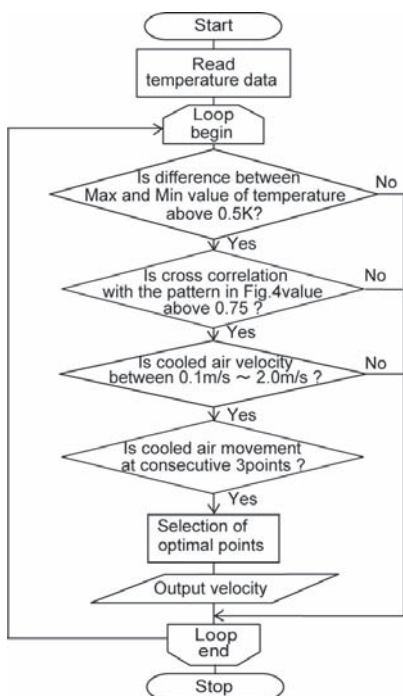 Start
Read
temperature data
Loop
begin
Is difference between
Max and Min value of temperature
above 0.5K?
No
Yes
Is cross correlation
with the pattern in Fig.4value
above 0.75 ?
No
Yes
Is cooled air velocity
between 0.1m/s ～ 2.0m/s ?
No
Yes
Is cooled air movement
at consecutive 3points ?
Yes
Selection of
optimal points
Output velocity
Loop
end
Stop